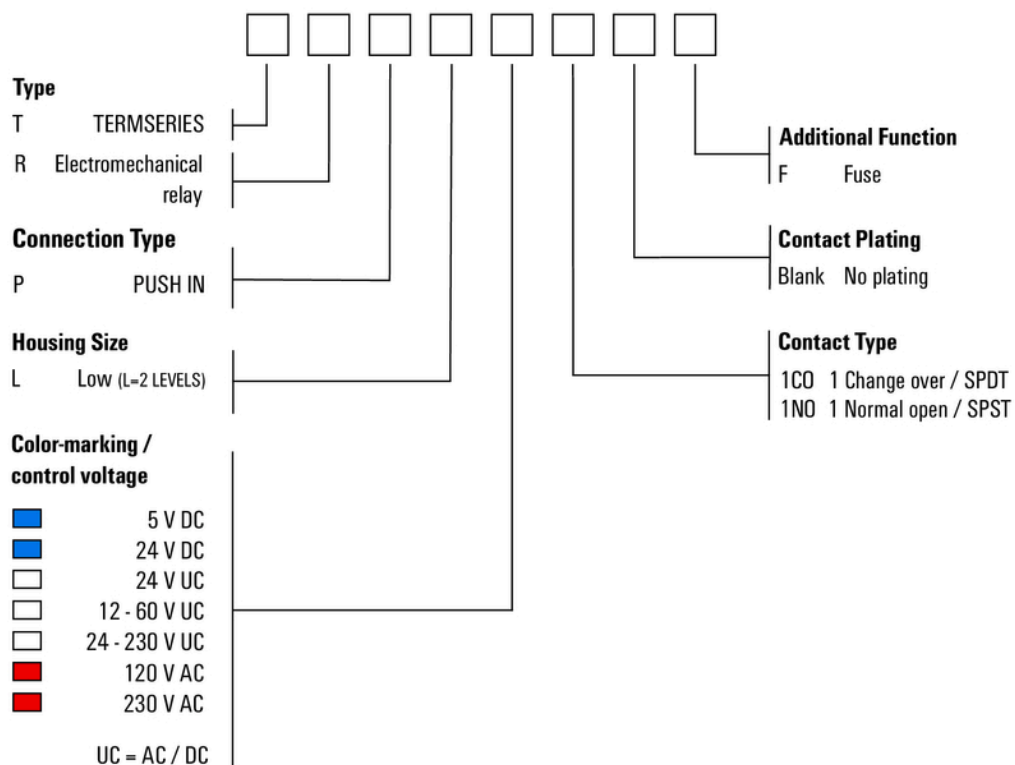 Type
T TERMSERIES
R Electromechanical
relay
Connection Type
P PUSH IN
Housing Size
L Low (L=2 LEVELS)
Color-marking /
control voltage
5 V DC
24 V DC
24 V UC
12 - 60 V UC
24 - 230 V UC
120 V AC
230 V AC
UC = AC / DC
Additional Function
F Fuse
Contact Plating
Blank No plating
Contact Type
1CO 1 Change over / SPDT
1NO 1 Normal open / SPST